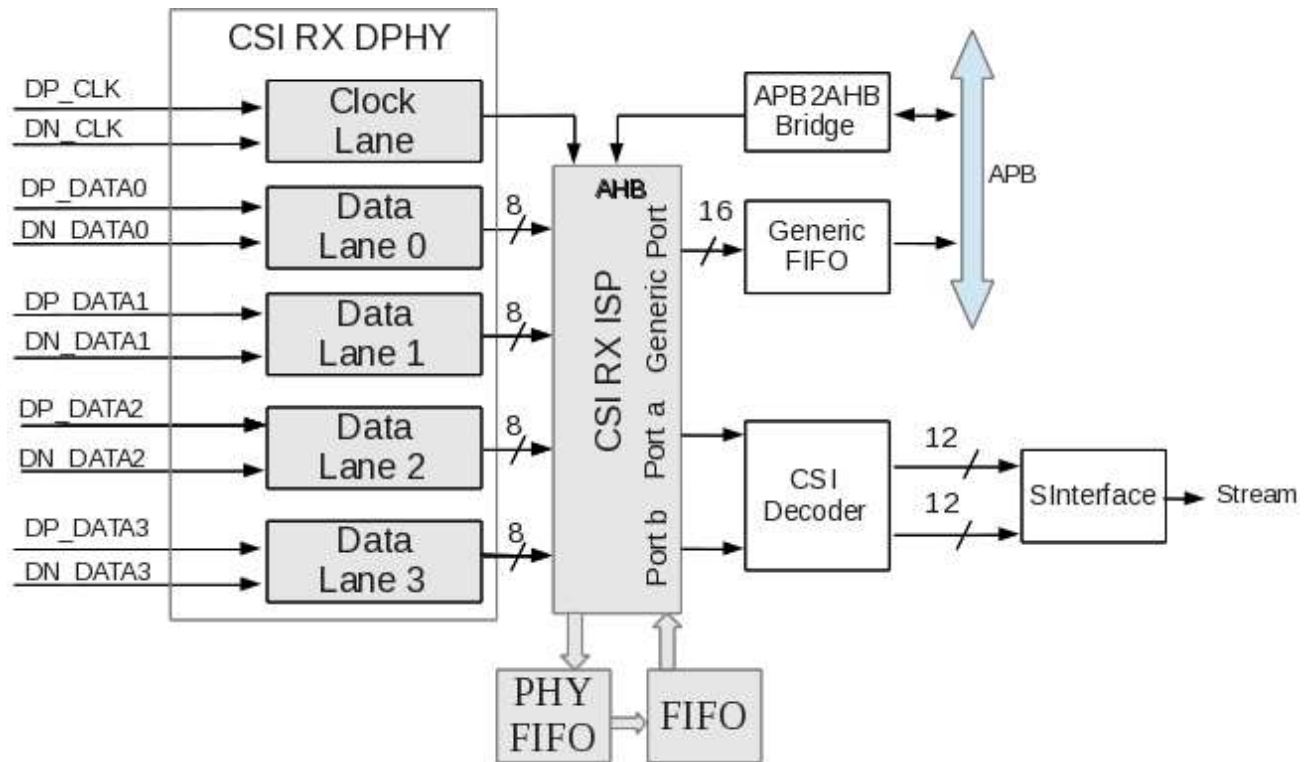 CSI RX DPHY
DP_CLK
DN_CLK
Clock
Lane
DP_DATA0
DN_DATA0
Data
Lane 0
8
DP_DATA1
DN_DATA1
Data
Lane 1
8
DP_DATA2
DN_DATA2
Data
Lane 2
8
DP_DATA3
DN_DATA3
Data
Lane 3
8
AHB
CSI RX ISP
Generic Port
Port a
Port b
APB2AHB
Bridge
16
Generic
FIFO
APB
CSI
Decoder
12
12
SInterface
Stream
PHY
FIFO
FIFO